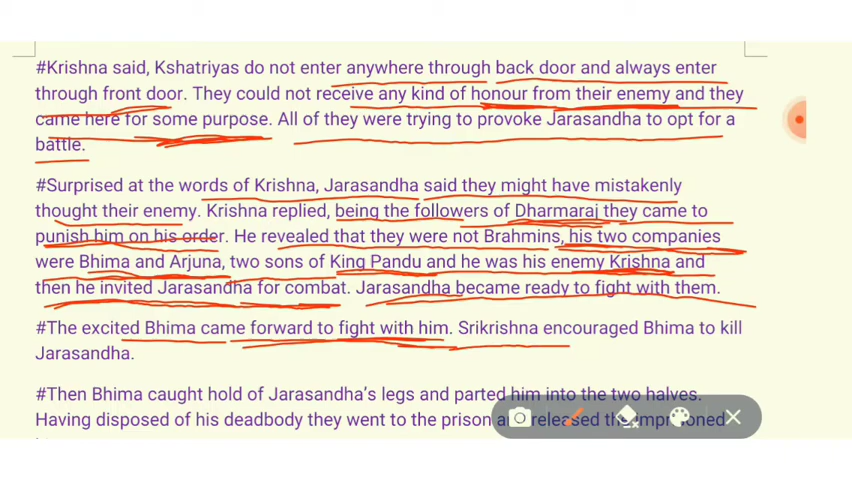 #Krishna said, Kshatriyas do not enter anywhere through back door and always enter
through front door. They could not receive any kind of honour from their enemy and they
came here for some purpose. All of they were trying to provoke Jarasandha to opt for a
battle.
#Surprised at the words of Krishna, Jarasandha said they might have mistakenly
thought their enemy. Krishna replied, being the followers of Dharmaraj they came to
punish him on his order. He revealed that they were not Brahmins, his two companies
were Bhima and Arjuna, two sons of King Pandu and he was his enemy Krishna and
then he invited Jarasandha for combat. Jarasandha became ready to fight with them.
#The excited Bhima came forward to fight with him. Srikrishna encouraged Bhima to kill
Jarasandha.
#Then Bhima caught hold of Jarasandha's legs and parted him into the two halves.
Having disposed of his deadbody they went to the prison and released the imprisoned